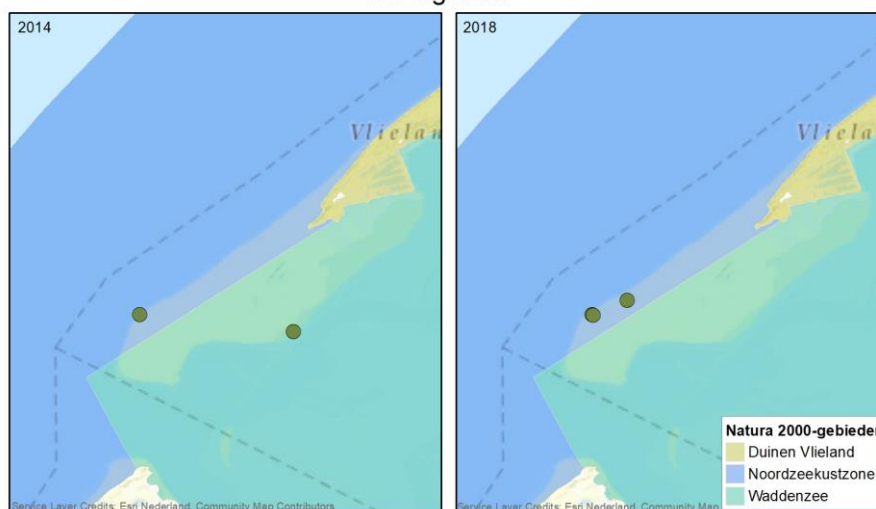 2014
Vlielan
Service Layer Credits: Esri Nederland, Community Map Contributors
2018
Vliela
Natura 2000-gebieden
Duinen Vlieland
Noordzeekustzone
Waddenzee
Service Layer Credits: Esri Nederland, Community Map